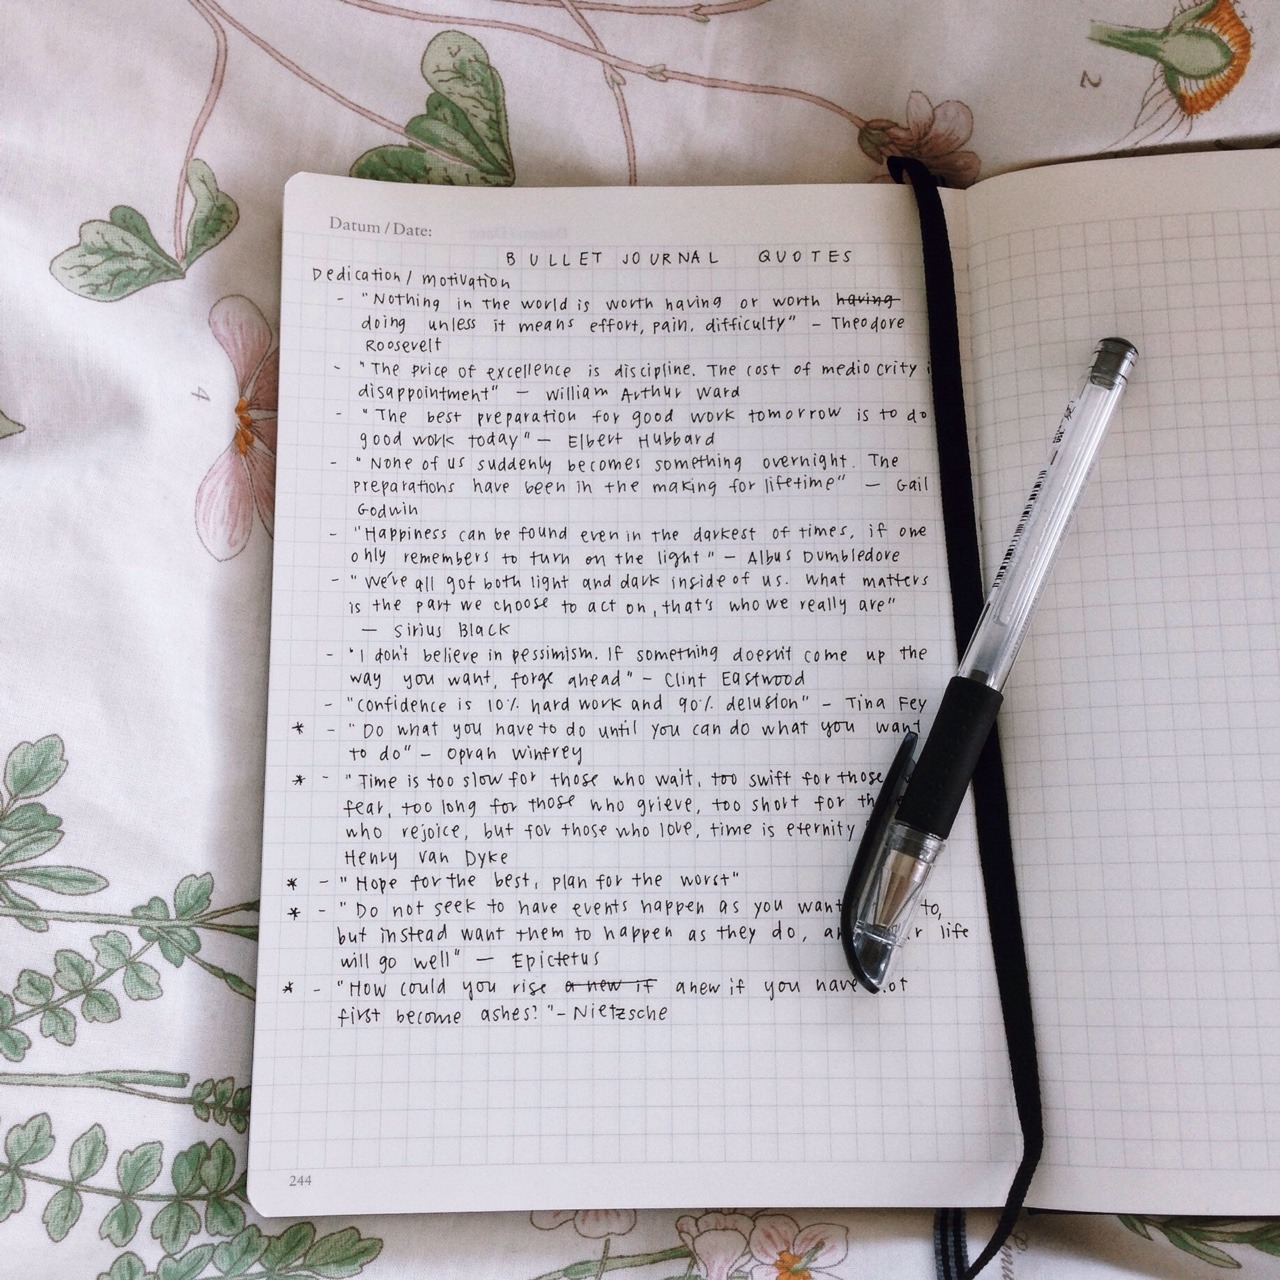 2
4
Datum / Date:
BULLET JOURNAL QUOTES
Dedication / motivation
- "Nothing in the world is worth having or worth having
doing unless it means effort, pain, difficulty" - Theodore
Roosevelt
- "The price of excellence is discipline. The cost of mediocrity
disappointment" - William Arthur Ward
- "The best preparation for good work tomorrow is to do
good work today" - Elbert Hubbard
- "None of us suddenly becomes something overnight. The
preparations have been in the making for lifetime" - Gail
Godwin
- "Happiness can be found even in the darkest of times, if one
only remembers to turn on the light" - Albus Dumbledore
- "We've all got both light and dark inside of us. What matters
is the part we choose to act on, that's who we really are"
- Sirius Black
- "I don't believe in pessimism. If something doesn't come up the
way you want, forge ahead" - Clint Eastwood
- "confidence is 10% hard work and 90% delusion" - Tina Fey
* - "Do what you have to do until you can do what you want
to do" - Oprah Winfrey
* - "Time is too slow for those who wait, too swift for those
fear, too long for those who grieve, too short for
who rejoice, but for those who love, time is eternity
Henry Van Dyke
* - "Hope for the best, plan for the worst"
* - "Do not seek to have events happen as you want to,
but instead want them to happen as they do, life
will go well" - Epictetus
* - "How could you rise a new if anew if you have
first become ashes?" - Nietzsche
244